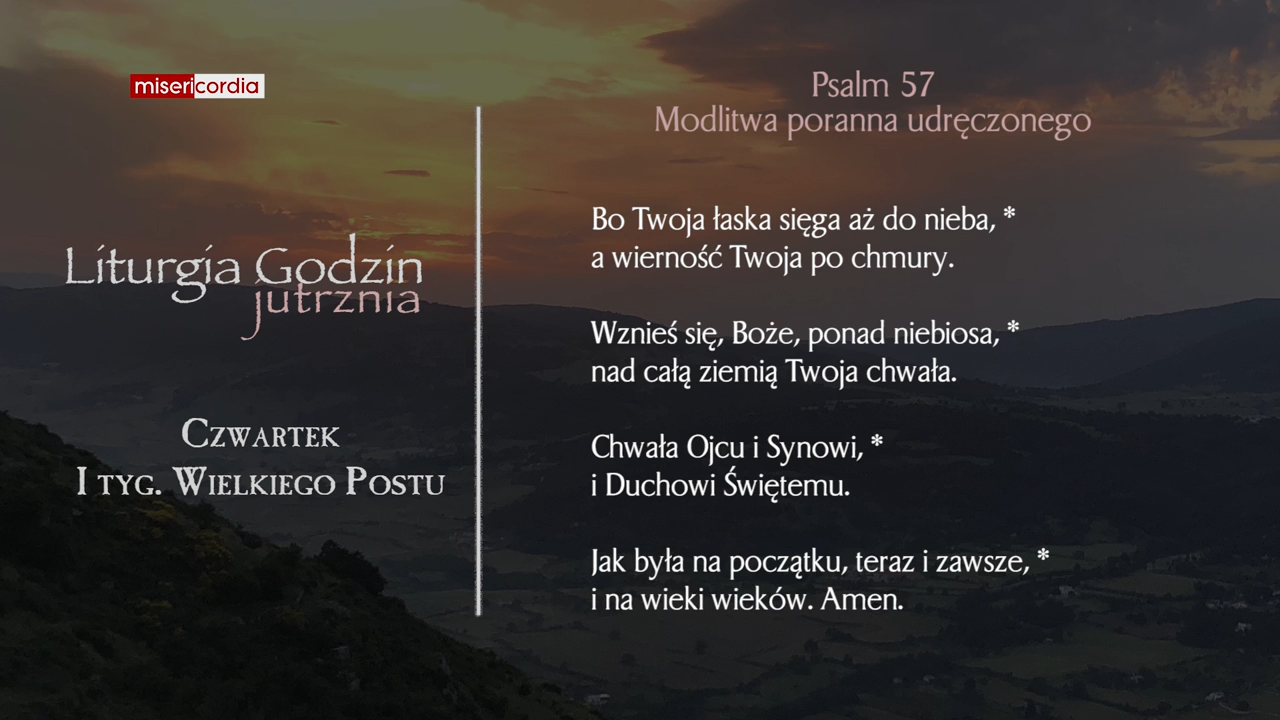 misericordia
Liturgia Godzin
jutrznia
Czwartek
I tyg. Wielkiego Postu
Psalm 57
Modlitwa poranna udręczonego
Bo Twoja łaska sięga aż do nieba, *
a wierność Twoja po chmury.
Wznieś się, Boże, ponad niebiosa, *
nad całą ziemią Twoja chwała.
Chwała Ojcu i Synowi, *
i Duchowi Świętemu.
Jak była na początku, teraz i zawsze, *
i na wieki wieków. Amen.